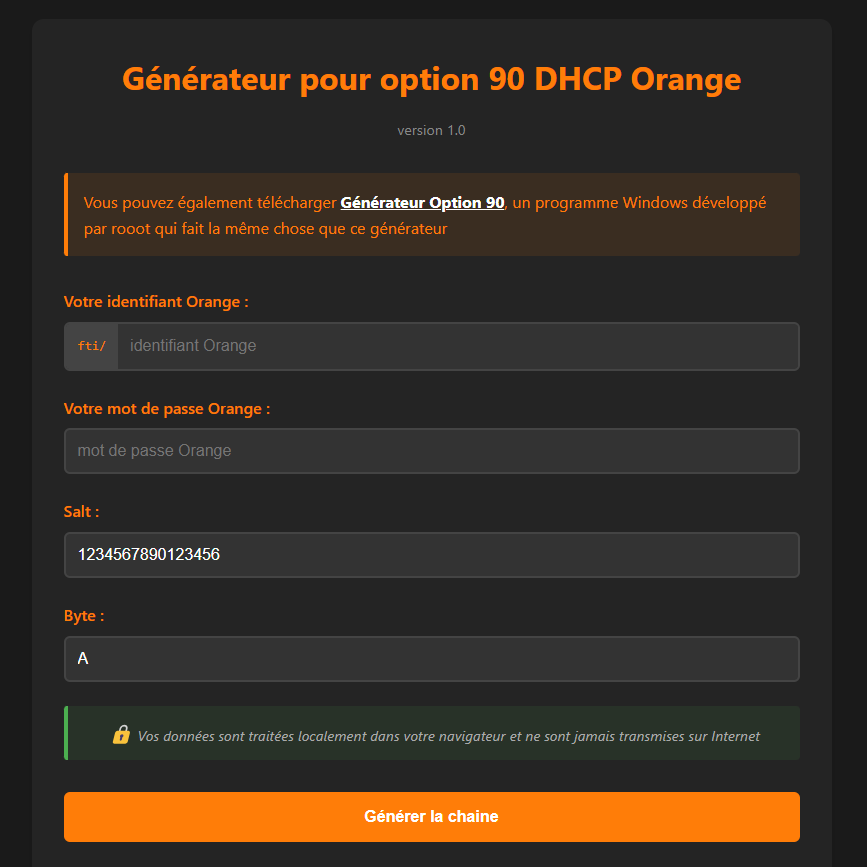 Générateur pour option 90 DHCP Orange
version 1.0
Vous pouvez également télécharger Générateur Option 90, un programme Windows développé
par rooot qui fait la même chose que ce générateur
Votre identifiant Orange :
fti/ identifiant Orange
Votre mot de passe Orange :
mot de passe Orange
Salt :
1234567890123456
Byte :
A
Vos données sont traitées localement dans votre navigateur et ne sont jamais transmises sur Internet
Générer la chaine